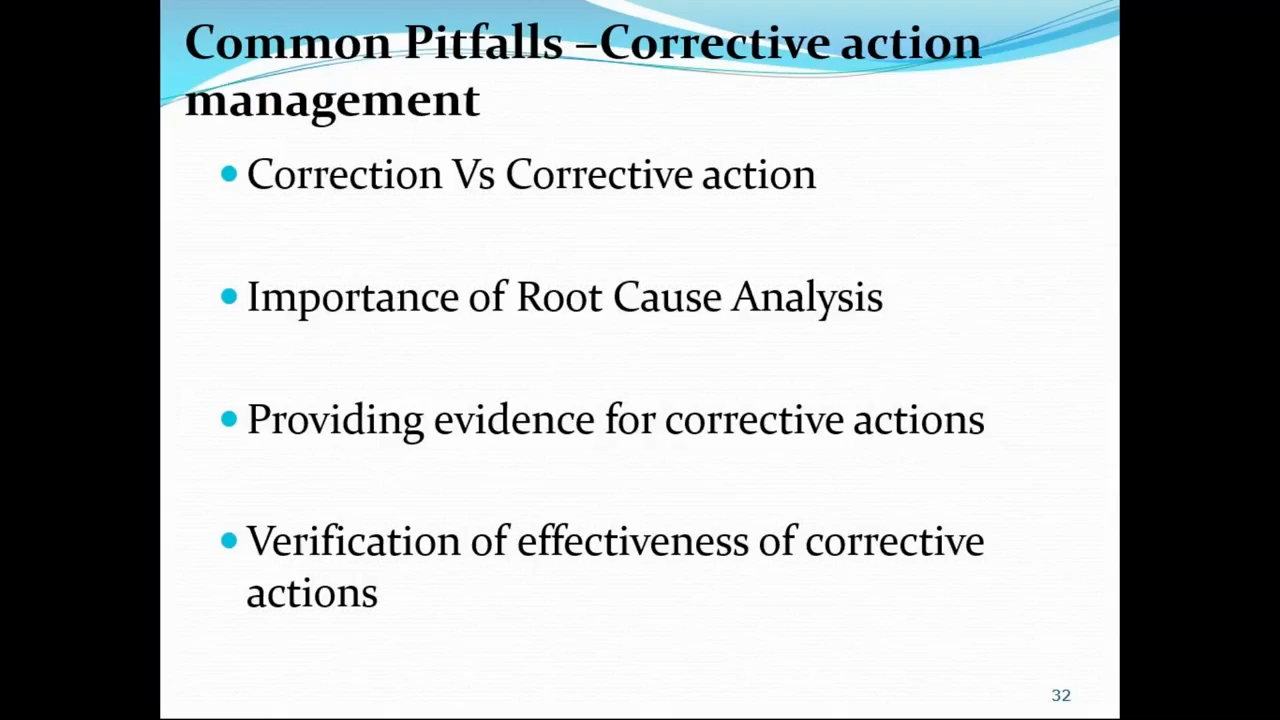 Common Pitfalls –Corrective action
management
• Correction Vs Corrective action
• Importance of Root Cause Analysis
• Providing evidence for corrective actions
• Verification of effectiveness of corrective
actions
32